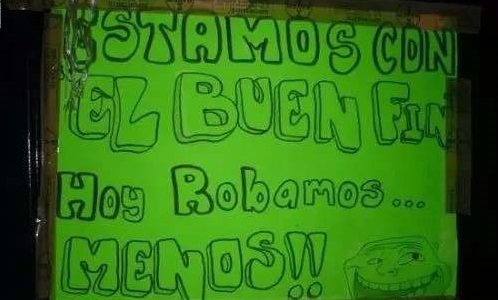 ESTAMOS CON
EL BUEN FIN
Hoy Robamos...
MENOS!!